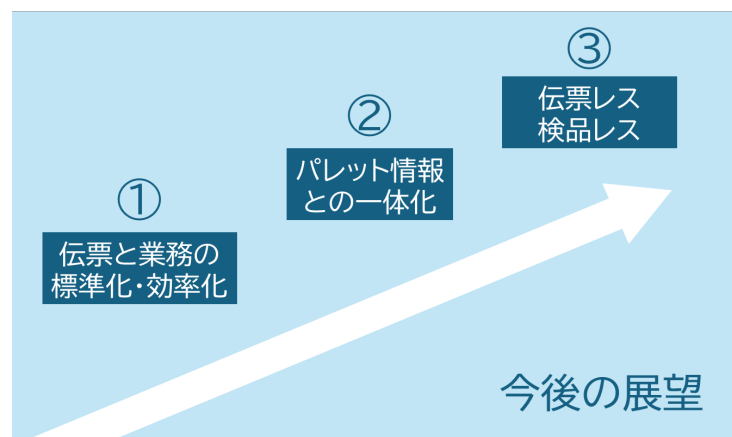 ①
伝票と業務の
標準化・効率化
②
パレット情報
との一体化
③
伝票レス
検品レス
今後の展望